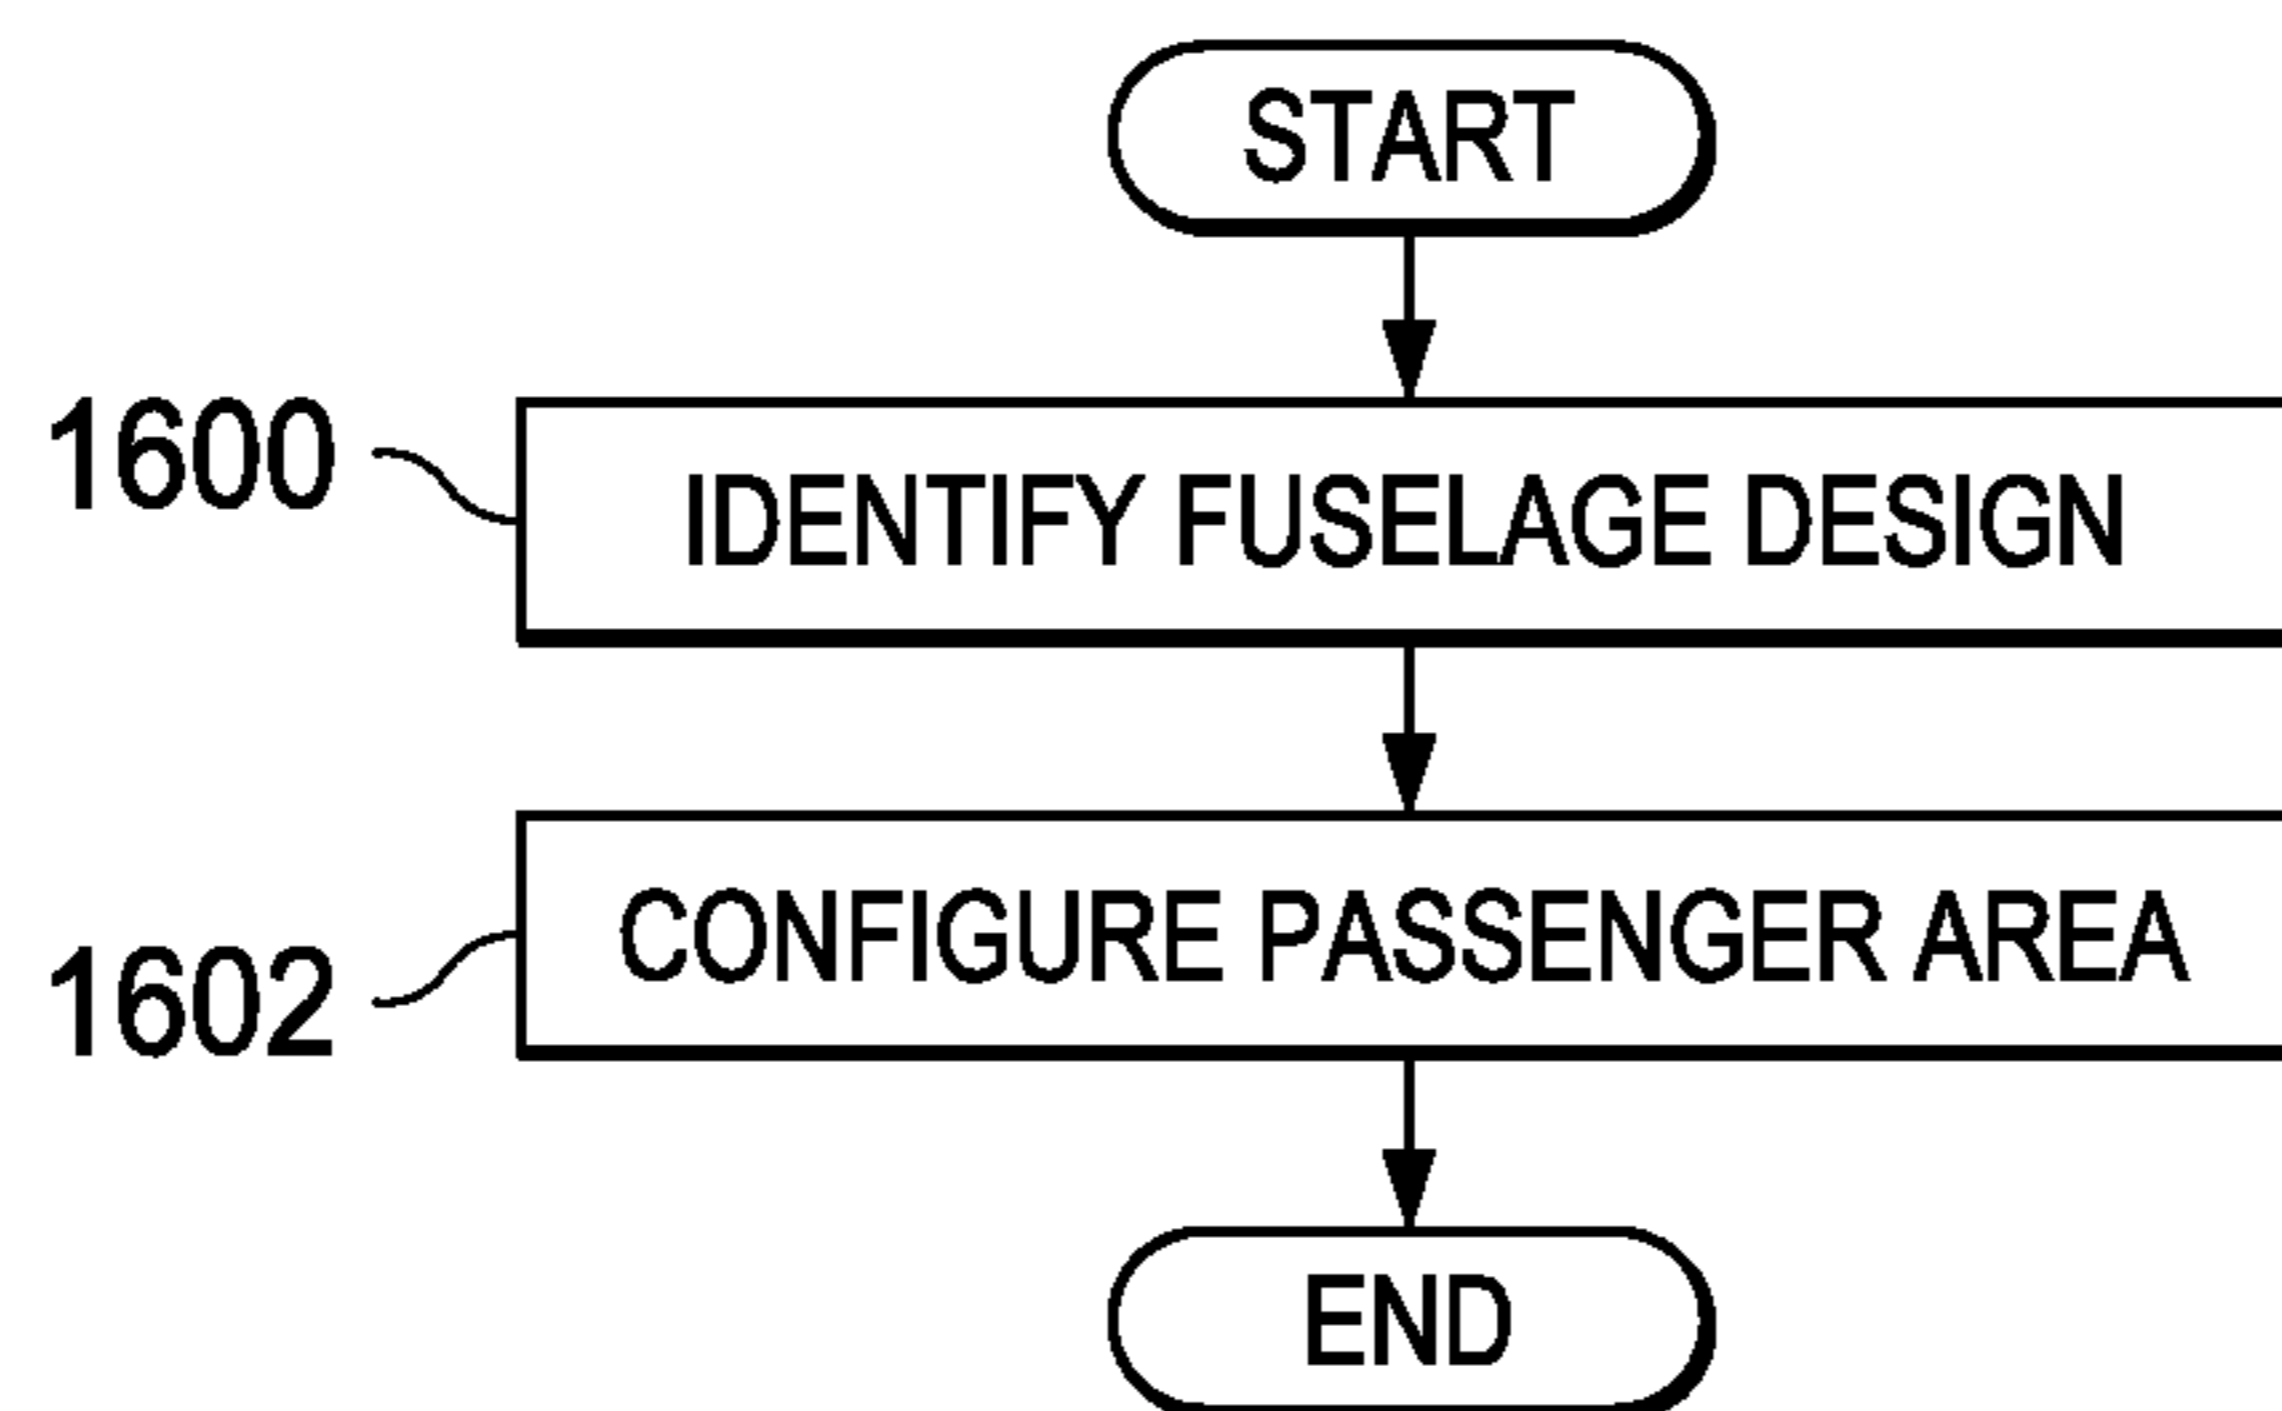 START
1600
IDENTIFY FUSELAGE DESIGN
1602
CONFIGURE PASSENGER AREA
END